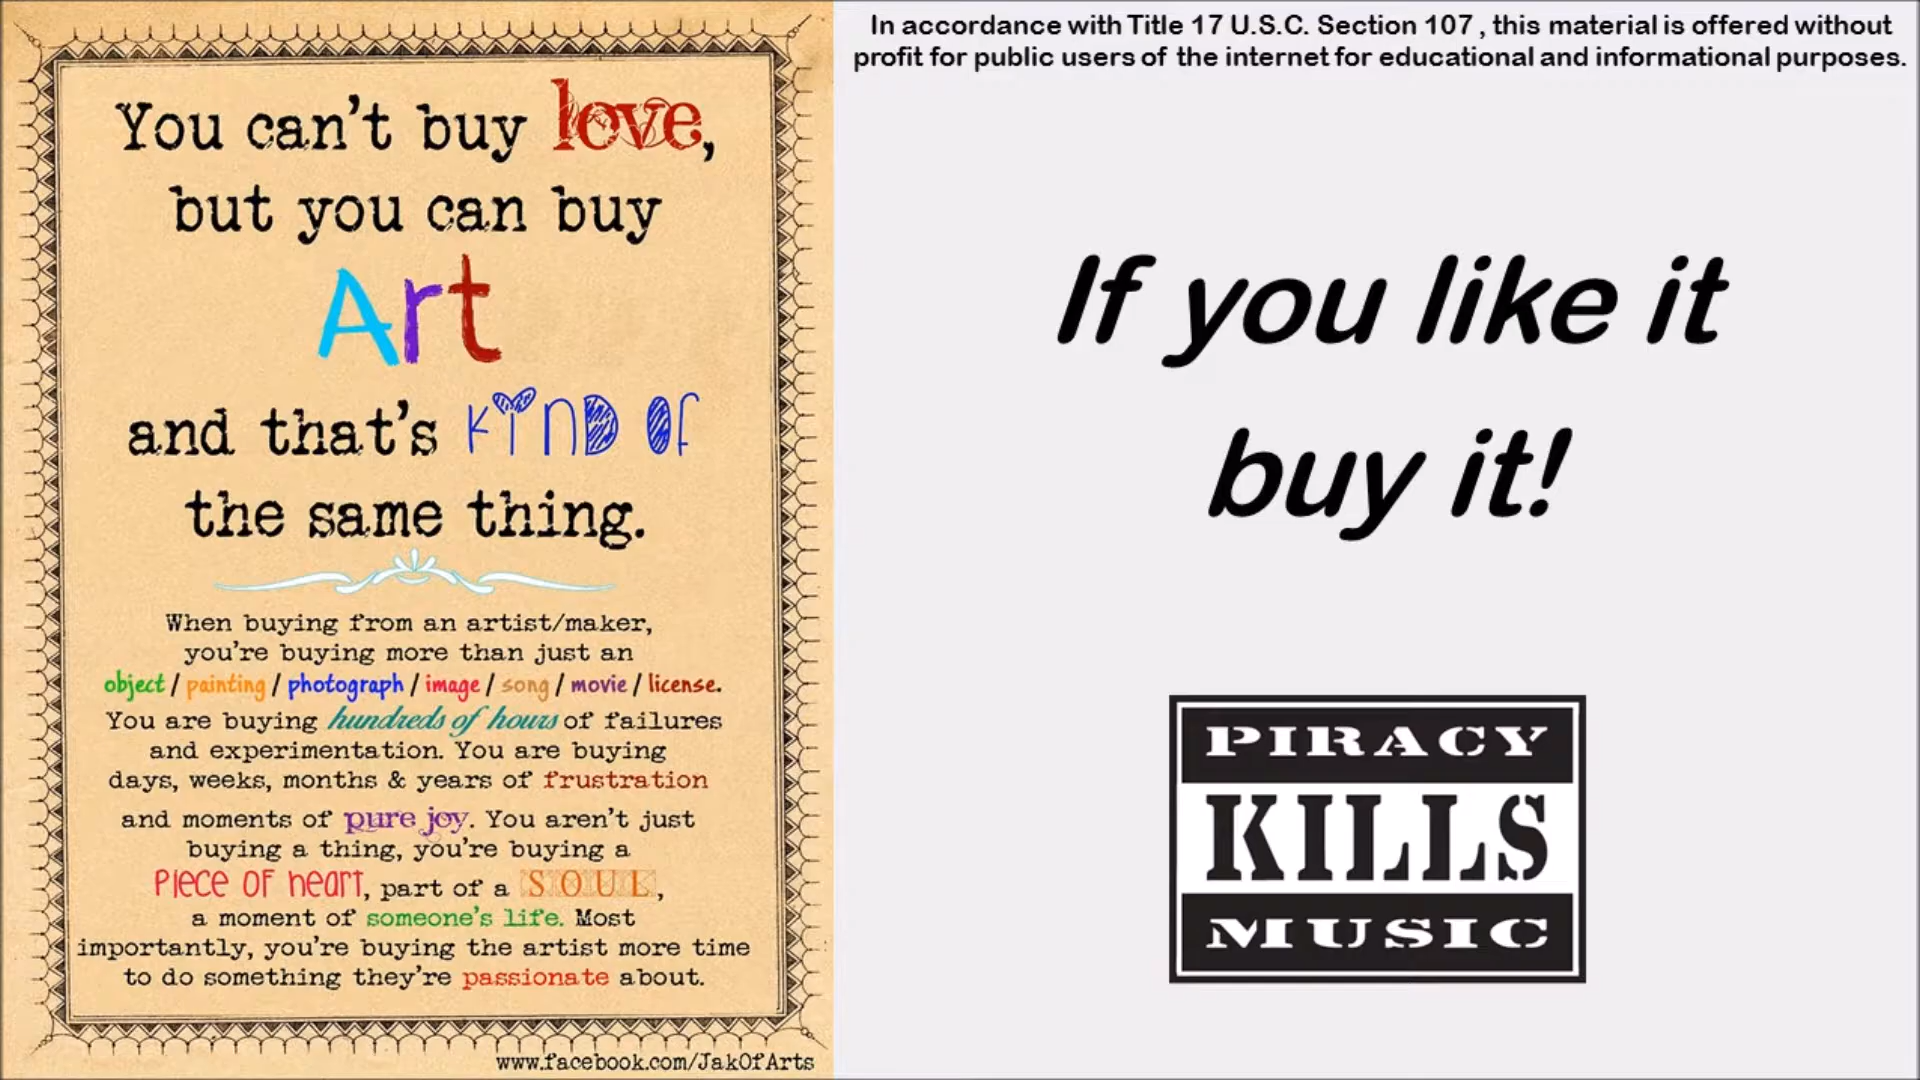 You can't buy love,
but you can buy
Art
and that's KIND OF
the same thing.
When buying from an artist/maker,
you're buying more than just an
object / painting / photograph / image / song / movie / license.
You are buying hundreds of hours of failures
and experimentation. You are buying
days, weeks, months & years of frustration
and moments of pure joy. You aren't just
buying a thing, you're buying a
PIece OF heart, part of a SOUL,
a moment of someone's life. Most
importantly, you're buying the artist more time
to do something they're passionate about.
www.facebook.com/JakOfArts
In accordance with Title 17 U.S.C. Section 107, this material is offered without
profit for public users of the internet for educational and informational purposes.
If you like it
buy it!
PIRACY
KILLS
MUSIC